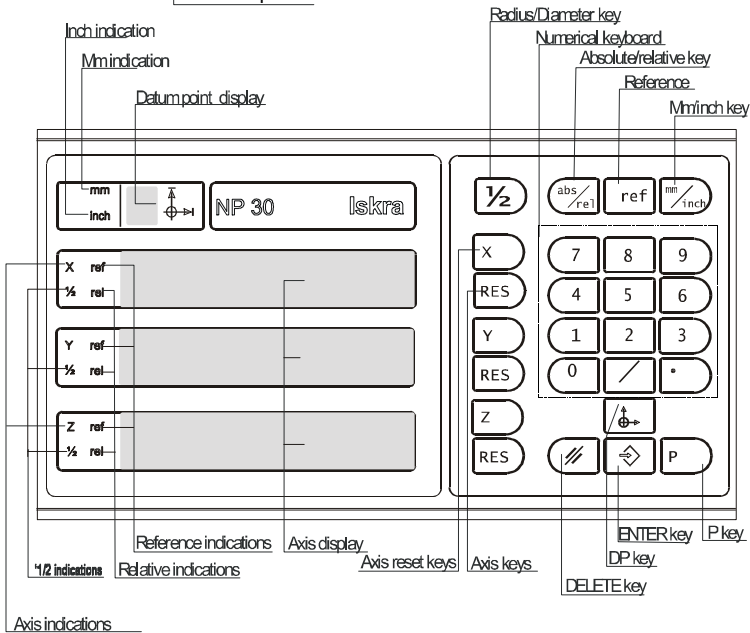 Radius/Diameter key
Inch indication
Numerical keyboard
Mm indication
Absolute/relative key
Reference
Datum point display
Mm/inch key
mm
inch
NP 30 Iskra
½
abs/rel
ref
mm/inch
X ref
½ rel
X
RES
7 8 9
4 5 6
Y ref
½ rel
Y
RES
1 2 3
0 / .
Z ref
½ rel
Z
RES
P
Reference indications
Axis display
Axis reset keys
Axis keys
ENTER key
P key
DP key
DELETE key
1/2 indications
Relative indications
Axis indications